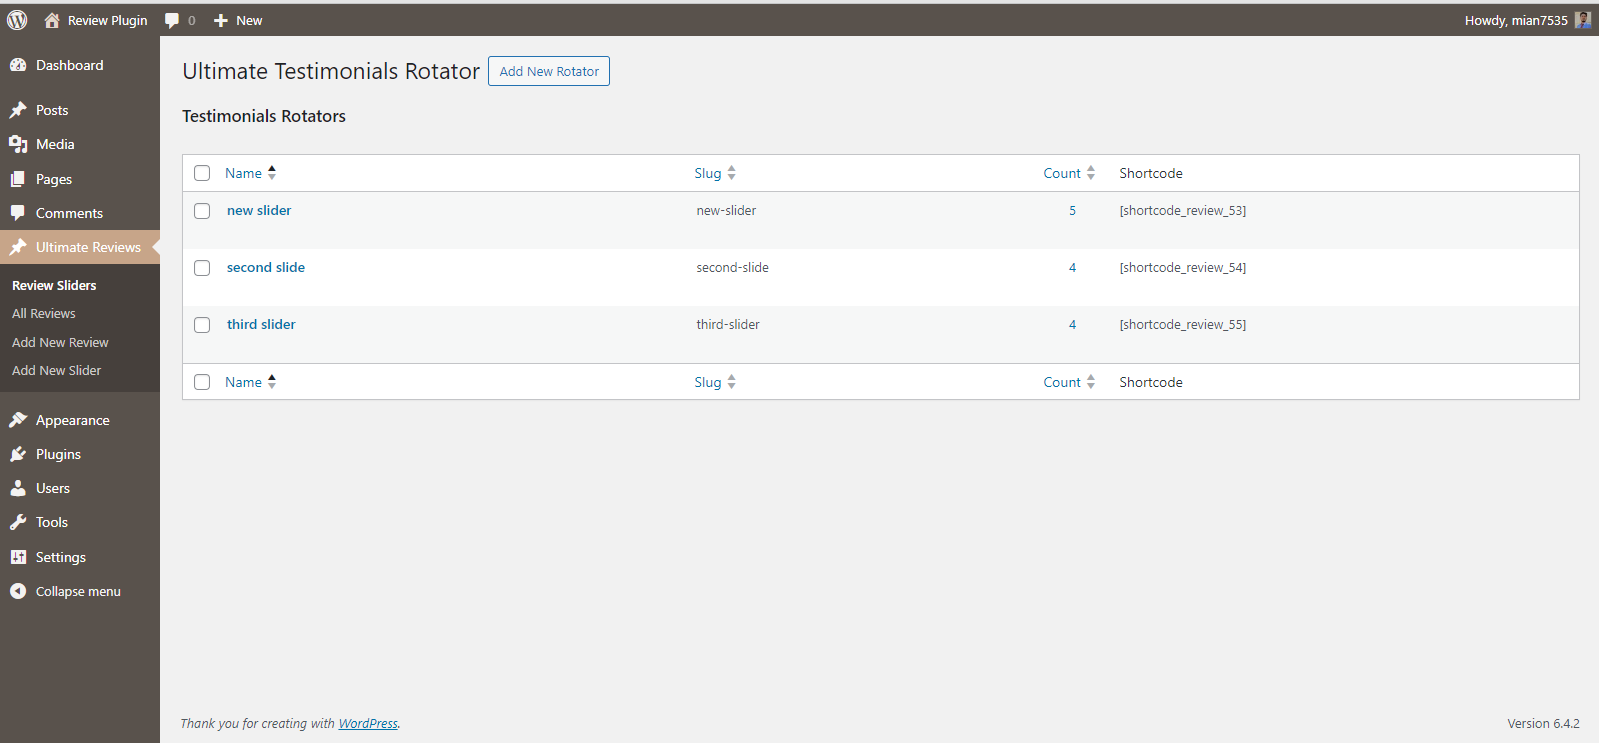 Review Plugin 0 New Howdy, mian7535
Dashboard
Posts
Media
Pages
Comments
Ultimate Reviews
Review Sliders
All Reviews
Add New Review
Add New Slider
Appearance
Plugins
Users
Tools
Settings
Collapse menu
Ultimate Testimonials Rotator Add New Rotator
Testimonials Rotators
Name Slug Count Shortcode
new slider new-slider 5 [shortcode_review_53]
second slide second-slide 4 [shortcode_review_54]
third slider third-slider 4 [shortcode_review_55]
Name Slug Count Shortcode
Thank you for creating with WordPress. Version 6.4.2